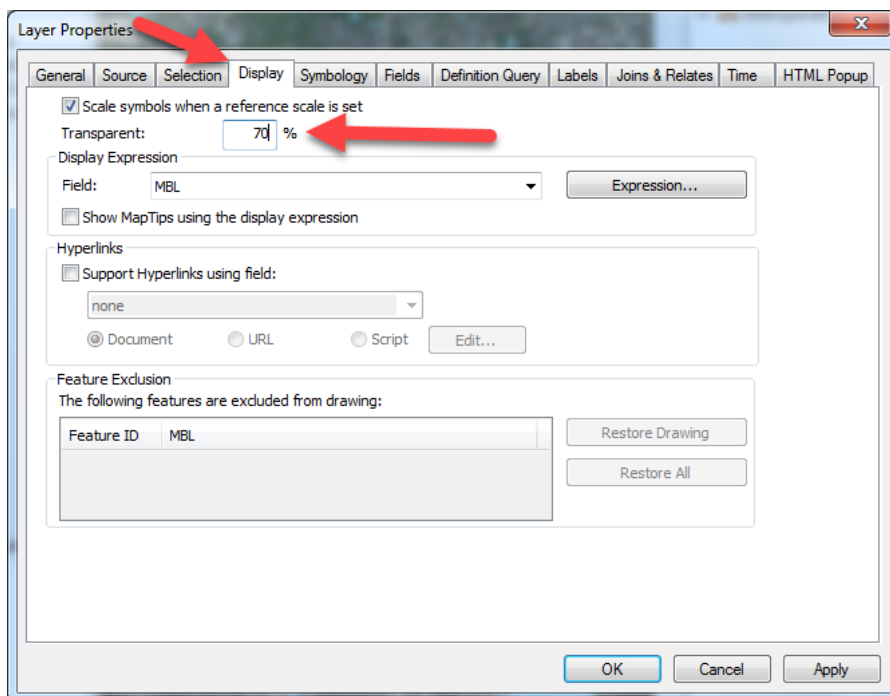 Layer Properties
General Source Selection Display Symbology Fields Definition Query Labels Joins & Relates Time HTML Popup
Scale symbols when a reference scale is set
Transparent: 70 %
Display Expression
Field: MBL Expression...
Show MapTips using the display expression
Hyperlinks
Support Hyperlinks using field:
none
Document URL Script Edit...
Feature Exclusion
The following features are excluded from drawing:
Feature ID MBL Restore Drawing
Restore All
OK Cancel Apply